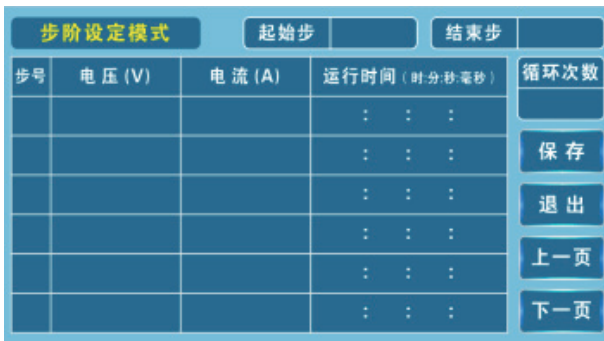 步阶设定模式 起始步 结束步
步号 电压(V) 电流(A) 运行时间(时:分:秒:毫秒) 循环次数
: : :
: : :
保存
: : :
退出
: : :
上一页
: : :
: : :
下一页